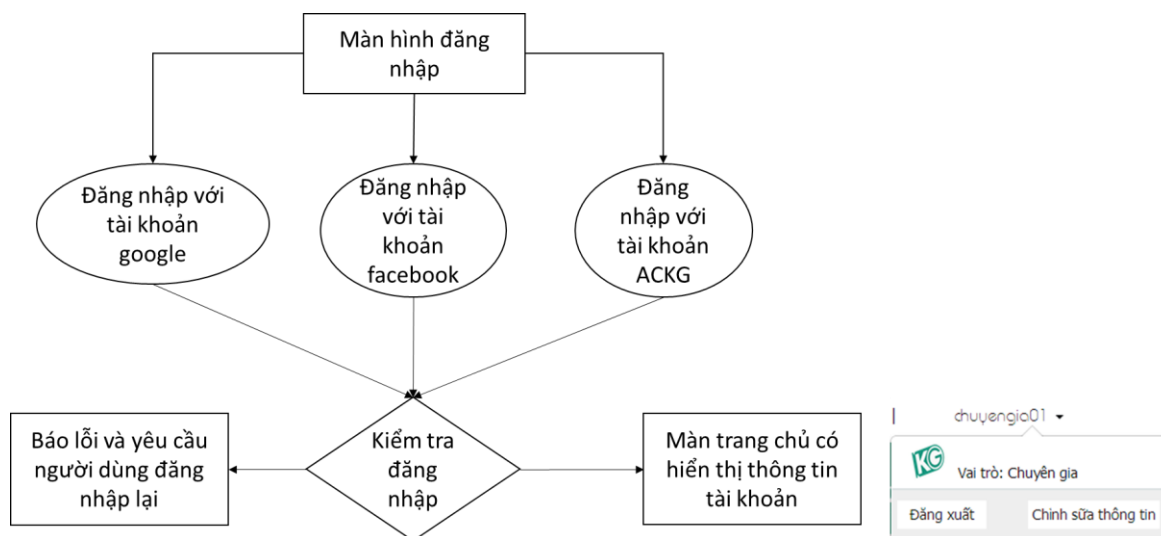 Màn hình đăng
nhập
Đăng nhập với
tài khoản
google
Đăng nhập
với tài
khoản
facebook
Đăng
nhập với
tài khoản
ACKG
Báo lỗi và yêu cầu
người dùng đăng
nhập lại
Kiểm tra
đăng
nhập
Màn trang chủ có
hiển thị thông tin
tài khoản
chuyengia01
KG
Vai trò: Chuyên gia
Đăng xuất
Chỉnh sữa thông tin